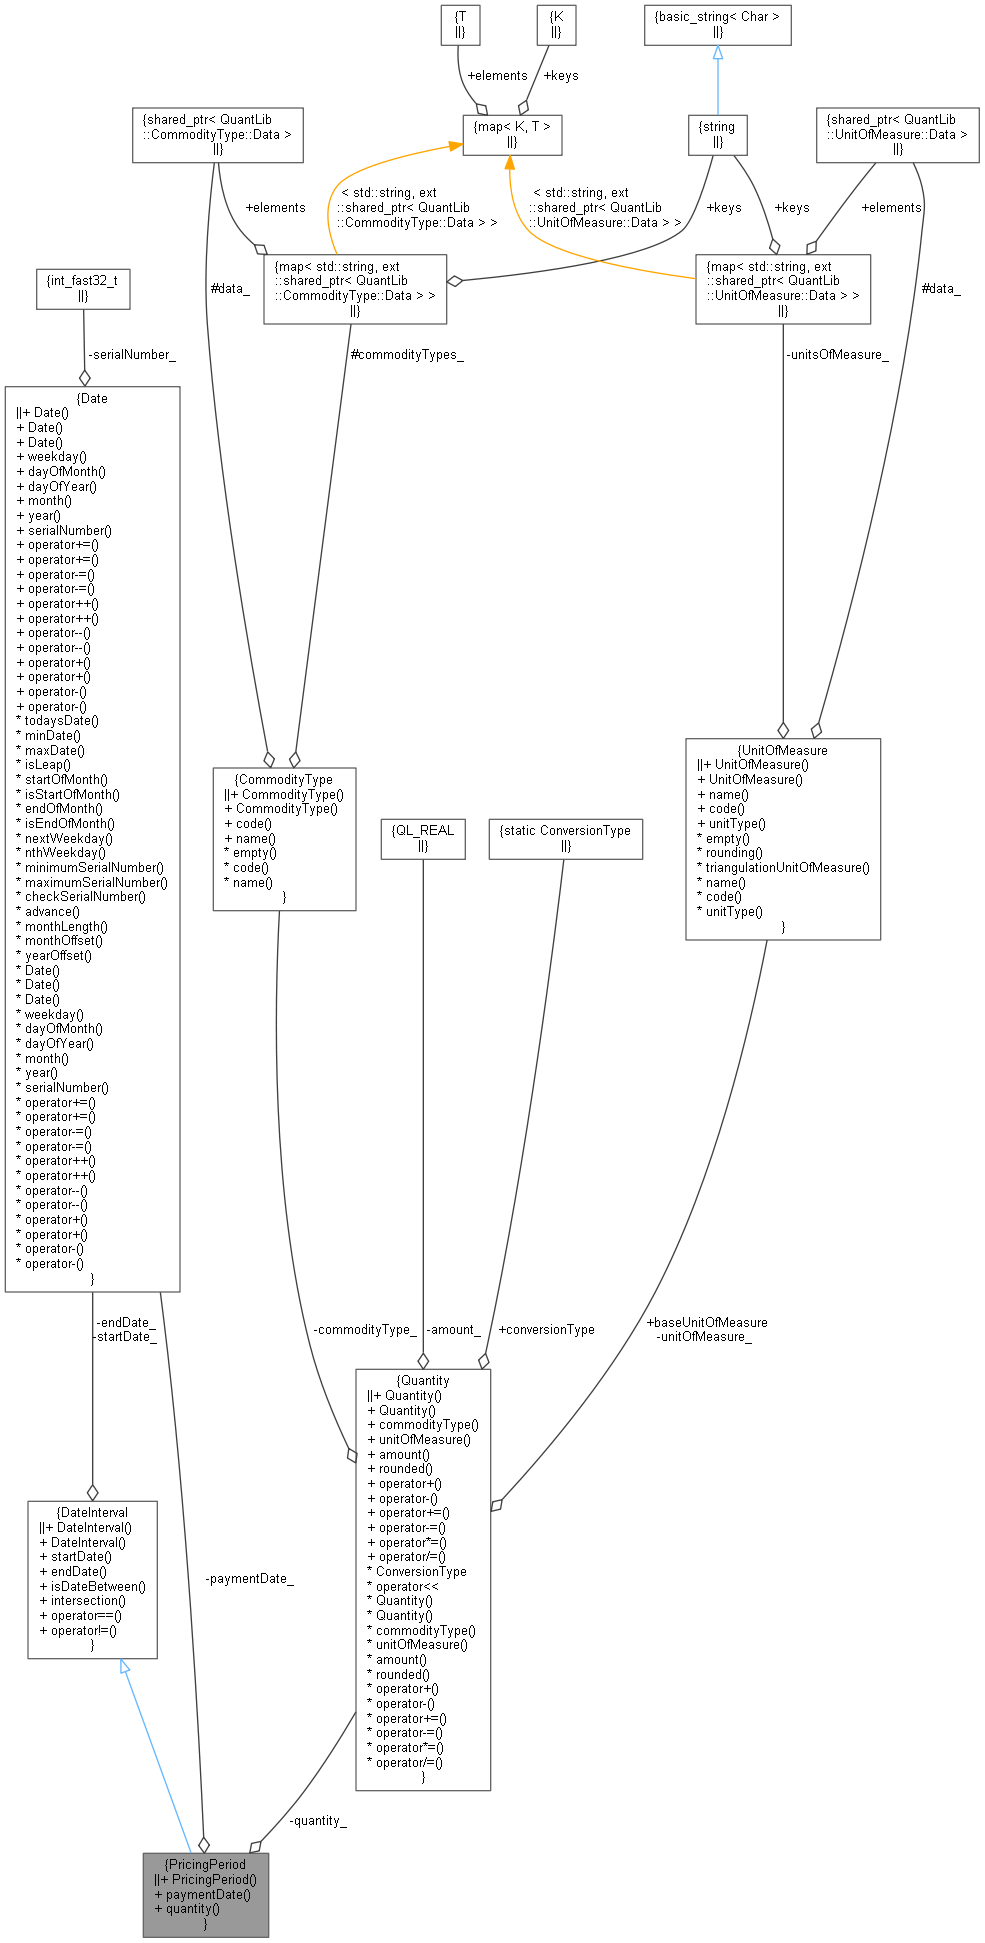 {T
||}
{K
||}
{basic_string< Char >
||}
+elements
+keys
{shared_ptr< QuantLib
::CommodityType::Data >
||}
{map< K, T >
||}
{string
||}
{shared_ptr< QuantLib
::UnitOfMeasure::Data >
||}
+elements
< std::string, ext
::shared_ptr< QuantLib
::CommodityType::Data > >
< std::string, ext
::shared_ptr< QuantLib
::UnitOfMeasure::Data > >
+keys
+keys
+elements
{int_fast32_t
||}
#data_
{map< std::string, ext
::shared_ptr< QuantLib
::CommodityType::Data > >
||}
{map< std::string, ext
::shared_ptr< QuantLib
::UnitOfMeasure::Data > >
||}
#data_
-serialNumber_
#commodityTypes_
-unitsOfMeasure_
{Date
||+ Date()
+ Date()
+ Date()
+ weekday()
+ dayOfMonth()
+ dayOfYear()
+ month()
+ year()
+ serialNumber()
+ operator+=()
+ operator+=()
+ operator-=()
+ operator-=()
+ operator++()
+ operator++()
+ operator--()
+ operator--()
+ operator+()
+ operator+()
+ operator-()
+ operator-()
* todaysDate()
* minDate()
* maxDate()
* isLeap()
* startOfMonth()
* isStartOfMonth()
* endOfMonth()
* isEndOfMonth()
* nextWeekday()
* nthWeekday()
* minimumSerialNumber()
* maximumSerialNumber()
* checkSerialNumber()
* advance()
* monthLength()
* monthOffset()
* yearOffset()
* Date()
* Date()
* Date()
* weekday()
* dayOfMonth()
* dayOfYear()
* month()
* year()
* serialNumber()
* operator+=()
* operator+=()
* operator-=()
* operator-=()
* operator++()
* operator++()
* operator--()
* operator--()
* operator+()
* operator+()
* operator-()
* operator-()
}
{CommodityType
||+ CommodityType()
+ CommodityType()
+ code()
+ name()
* empty()
* code()
* name()
}
{QL_REAL
||}
{static ConversionType
||}
{UnitOfMeasure
||+ UnitOfMeasure()
+ UnitOfMeasure()
+ name()
+ code()
+ unitType()
* empty()
* rounding()
* triangulationUnitOfMeasure()
* name()
* code()
* unitType()
}
-endDate_
-startDate_
-commodityType_
-amount_
+conversionType
+baseUnitOfMeasure
-unitOfMeasure_
{Quantity
||+ Quantity()
+ Quantity()
+ commodityType()
+ unitOfMeasure()
+ amount()
+ rounded()
+ operator+()
+ operator-()
+ operator+=()
+ operator-=()
+ operator*=()
+ operator/=()
* ConversionType
* operator<<
* Quantity()
* Quantity()
* commodityType()
* unitOfMeasure()
* amount()
* rounded()
* operator+()
* operator-()
* operator+=()
* operator-=()
* operator*=()
* operator/=()
}
{DateInterval
||+ DateInterval()
+ DateInterval()
+ startDate()
+ endDate()
+ isDateBetween()
+ intersection()
+ operator==()
+ operator!=()
}
-paymentDate_
-quantity_
{PricingPeriod
||+ PricingPeriod()
+ paymentDate()
+ quantity()
}